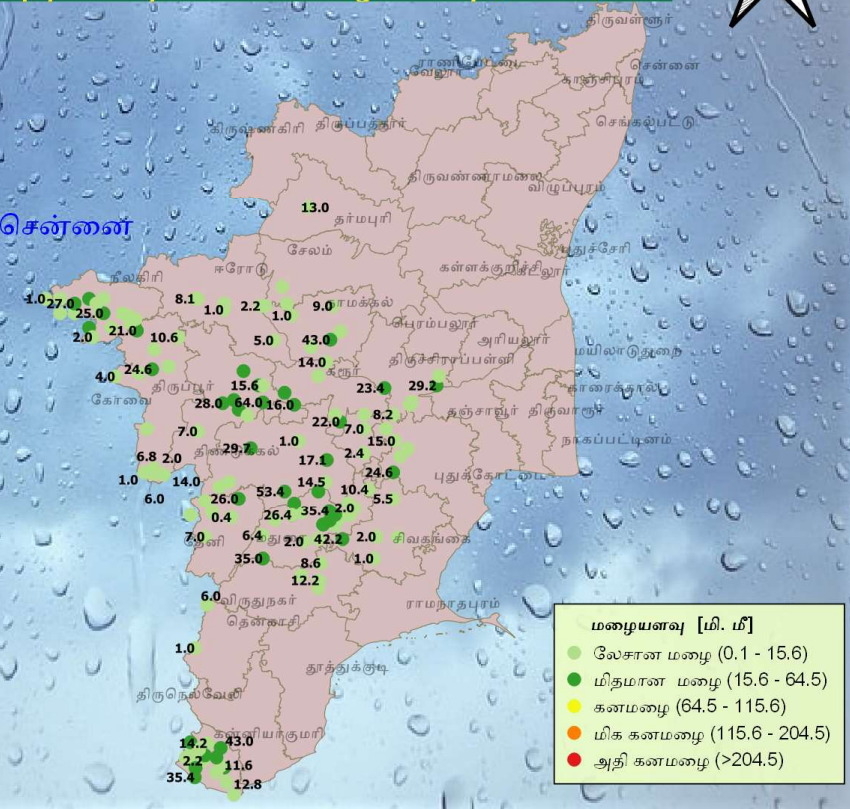 திருவள்ளூர்
சென்னை
ராணிபேட்டை
வேலூர்
காஞ்சிபுரம்
கிருஷ்ணகிரி திருப்பத்தூர்
செங்கல்பட்டு
திருவண்ணாமலை
விழுப்புரம்
13.0
தர்மபுரி
சென்னை
சேலம்
புதுச்சேரி
கள்ளக்குறிச்சி
கடலூர்
ஈரோடு
நீலகிரி
1.0 27.0 8.1 1.0 2.2 1.0 9.0 நாமக்கல்
25.0
பெரம்பலூர்
2.0 21.0 10.6 5.0 43.0
அரியலூர்
மயிலாடுதுறை
14.0 திருச்சிராப்பள்ளி
4.0 24.6 கரூர்
திருப்பூர் 15.6 23.4 29.2 காரைக்கால்
கோவை
28.0 64.0 16.0 8.2 தஞ்சாவூர் திருவாரூர்
22.0 7.0
7.0 1.0 15.0 நாகப்பட்டினம்
29.7 திண்டுக்கல் 2.4
6.8 2.0 17.1
24.6 புதுக்கோட்டை
1.0 14.0 14.5
6.0 26.0 53.4 10.4 5.5
0.4 26.4 35.4 2.0
7.0 தேனி 6.4 மதுரை 2.0 42.2 2.0 சிவகங்கை
35.0 8.6 1.0
12.2
6.0 விருதுநகர் ராமநாதபுரம்
தென்காசி
மழையளவு [மி. மீ]
லேசான மழை (0.1 - 15.6)
மிதமான மழை (15.6 - 64.5)
கனமழை (64.5 - 115.6)
மிக கனமழை (115.6 - 204.5)
அதி கனமழை (>204.5)
1.0
தூத்துக்குடி
திருநெல்வேலி
கன்னியாகுமரி
14.2 43.0
2.2 11.6
35.4 12.8